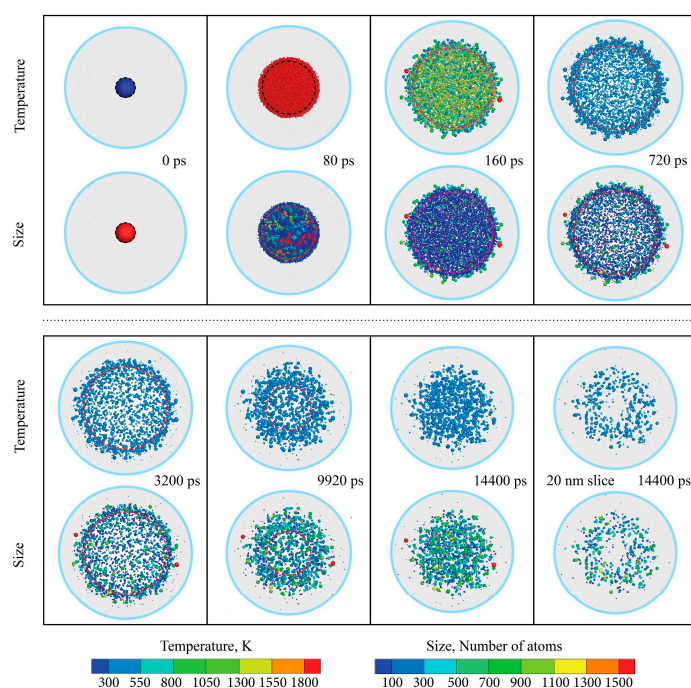 Temperature
0 ps
80 ps
160 ps
720 ps
Size
Temperature
3200 ps
9920 ps
14400 ps
20 nm slice 14400 ps
Size
Temperature, K
300 550 800 1050 1300 1550 1800
Size, Number of atoms
100 300 500 700 900 1100 1300 1500